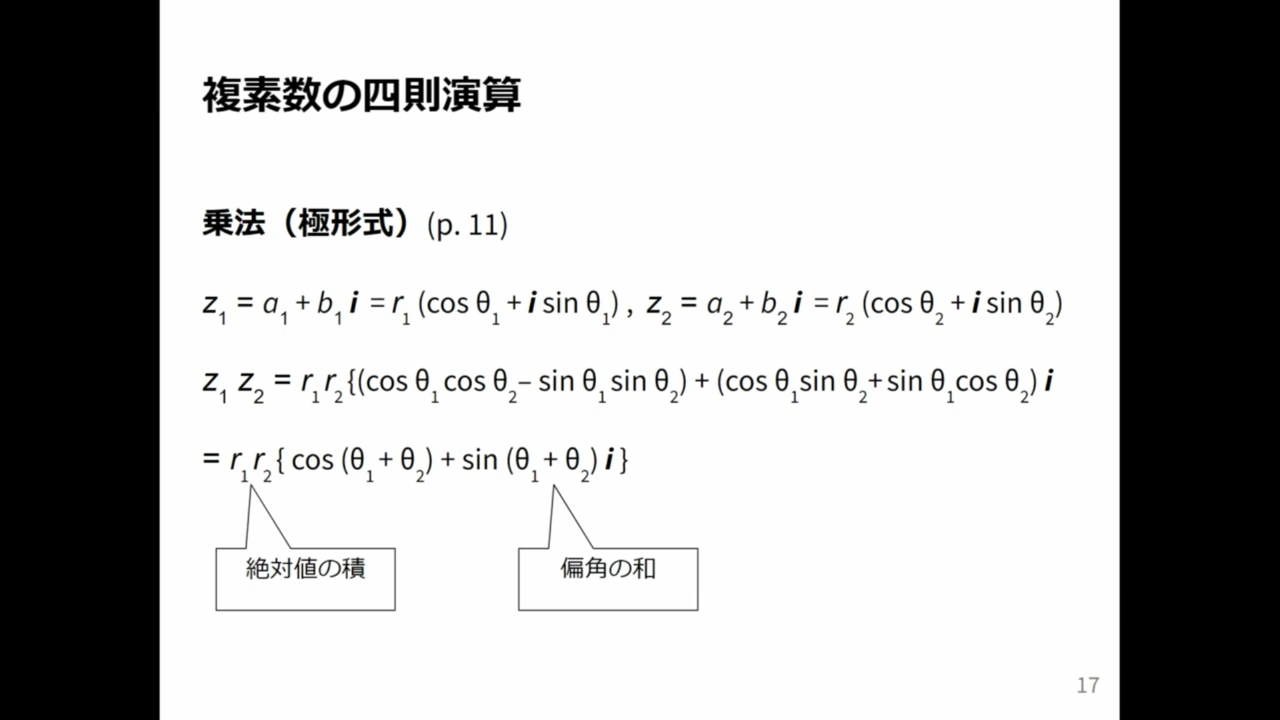 複素数の四則演算
乗法（極形式）(p. 11)
z₁ = a₁ + b₁ i = r₁ (cos θ₁ + i sin θ₁) , z₂ = a₂ + b₂ i = r₂ (cos θ₂ + i sin θ₂)
z₁ z₂ = r₁ r₂ {(cos θ₁ cos θ₂ – sin θ₁ sin θ₂) + (cos θ₁ sin θ₂ + sin θ₁ cos θ₂) i
= r₁ r₂ { cos (θ₁ + θ₂) + sin (θ₁ + θ₂) i }
絶対値の積
偏角の和
17